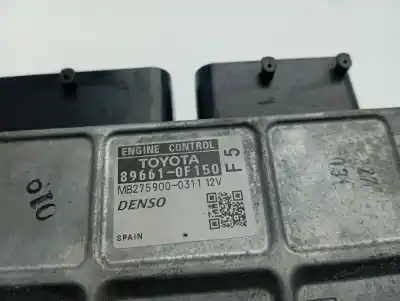 ENGINE CONTROL
TOYOTA
89661-0F150
F5
MB275900-0311 12V
DENSO
SPAIN